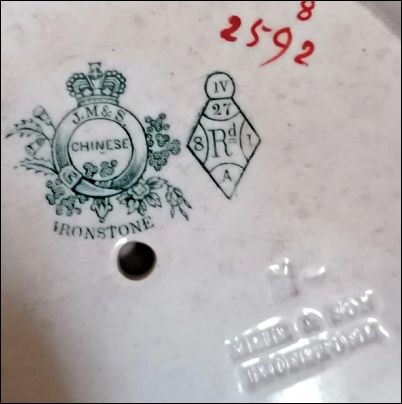 8
2592
J.M&S
CHINESE
IRONSTONE
IV
27
8 Rd 1
A